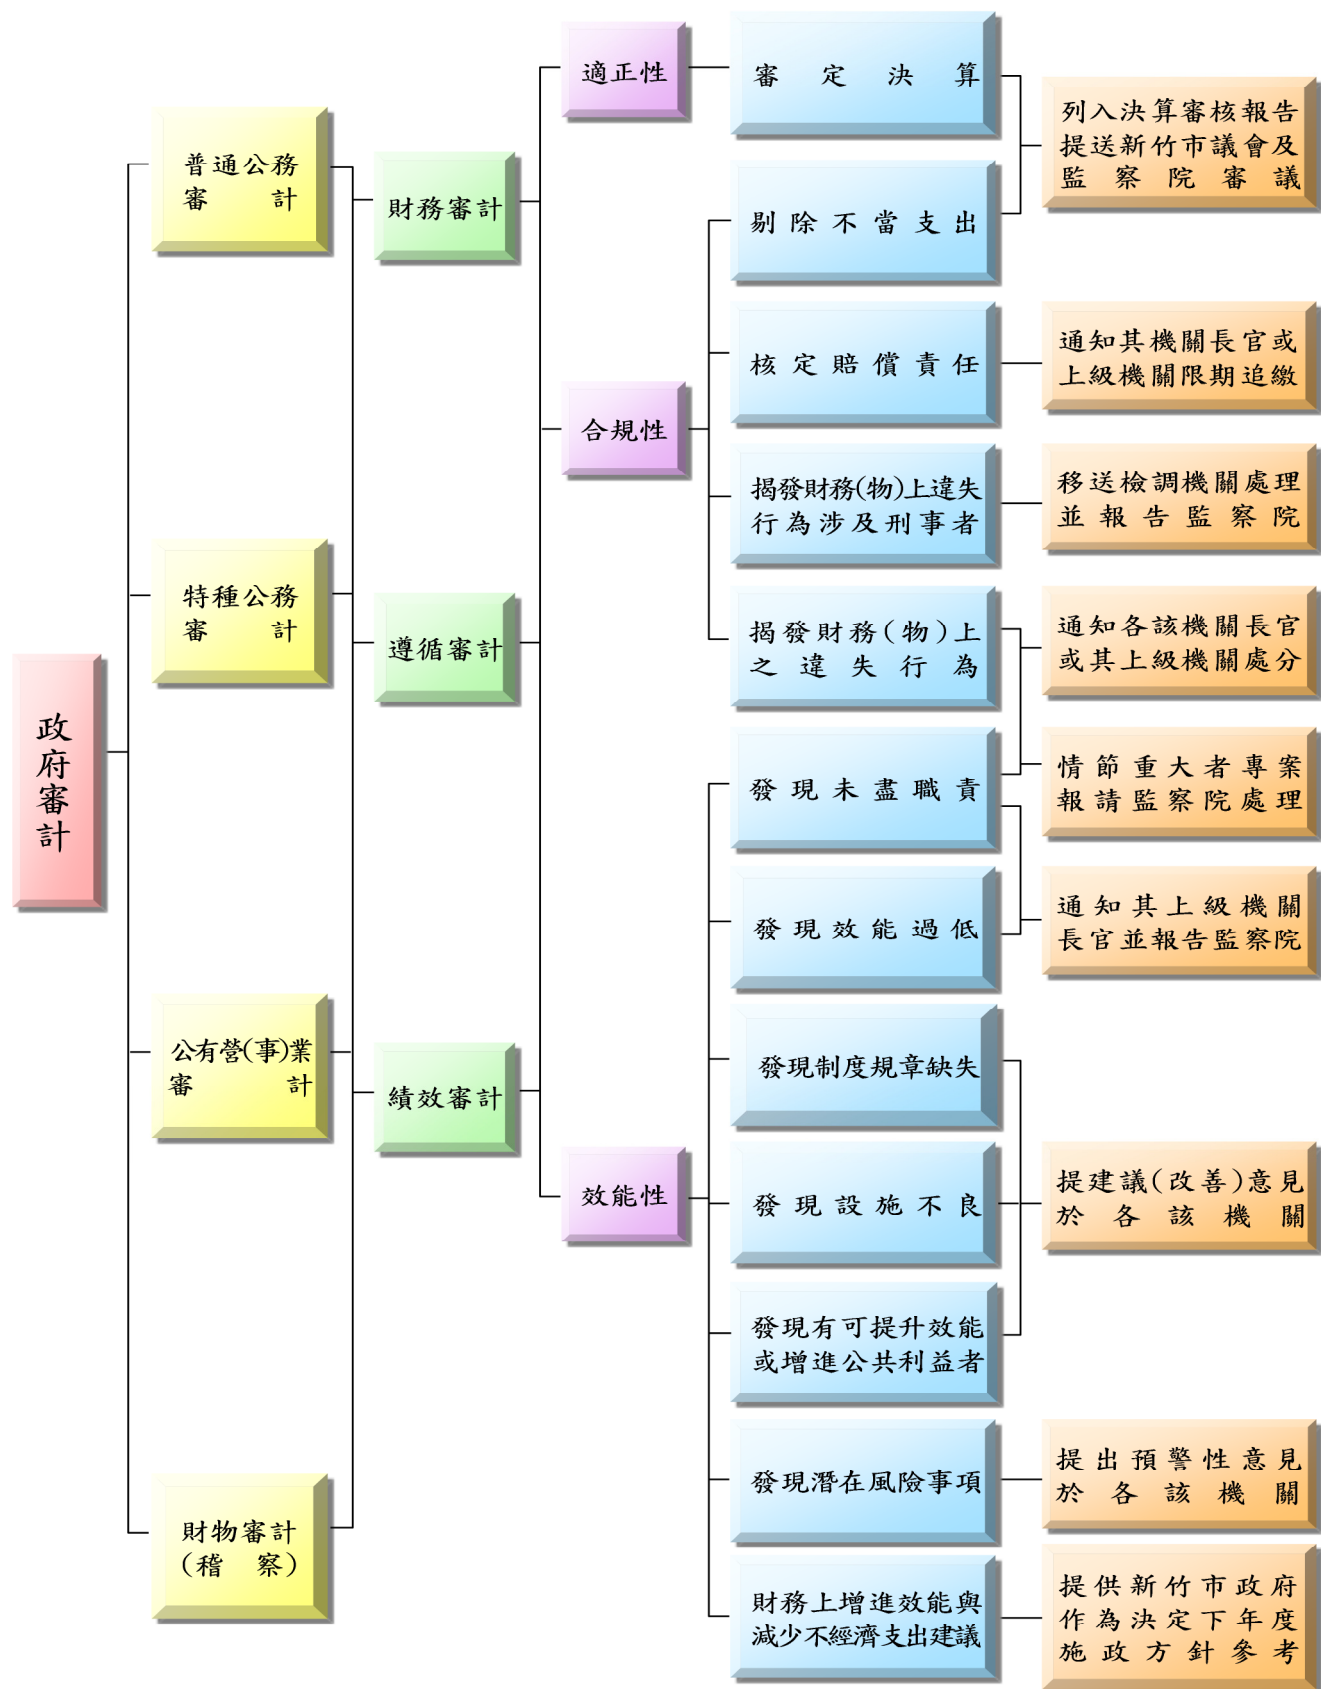 政府審計
普通公務
審計
特種公務
審計
公有營(事)業
審計
財物審計
(稽察)
財務審計
遵循審計
績效審計
適正性
合規性
效能性
審定決算
剔除不當支出
核定賠償責任
揭發財務(物)上違失
行為涉及刑事者
揭發財務(物)上
之違失行為
發現未盡職責
發現效能過低
發現制度規章缺失
發現設施不良
發現有可提升效能
或增進公共利益者
發現潛在風險事項
財務上增進效能與
減少不經濟支出建議
列入決算審核報告
提送新竹市議會及
監察院審議
通知其機關長官或
上級機關限期追繳
移送檢調機關處理
並報告監察院
通知各該機關長官
或其上級機關處分
情節重大者專案
報請監察院處理
通知其上級機關
長官並報告監察院
提建議(改善)意見
於各該機關
提出預警性意見
於各該機關
提供新竹市政府
作為決定下年度
施政方針參考